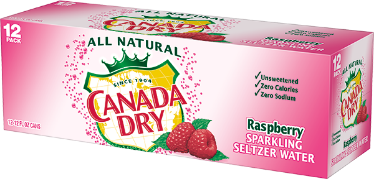 12
PACK
ALL NATURAL
SINCE 1904
CANADA
DRY
12-12 FL OZ CANS
Unsweetened
Zero Calories
Zero Sodium
Raspberry
SPARKLING
SELTZER WATER
Raspberry
CANADA
DRY